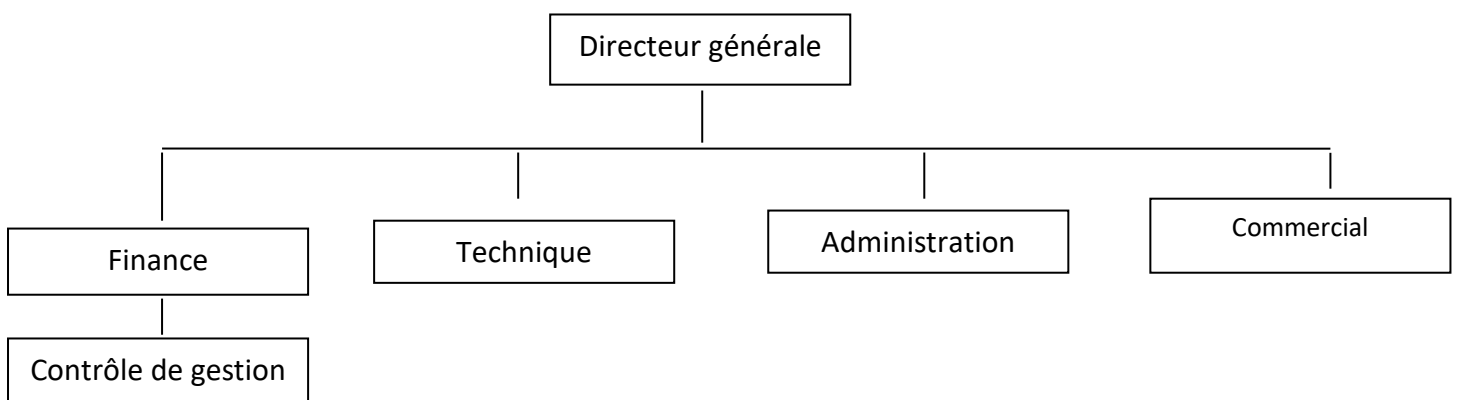 Directeur générale
Finance
Technique
Administration
Commercial
Contrôle de gestion